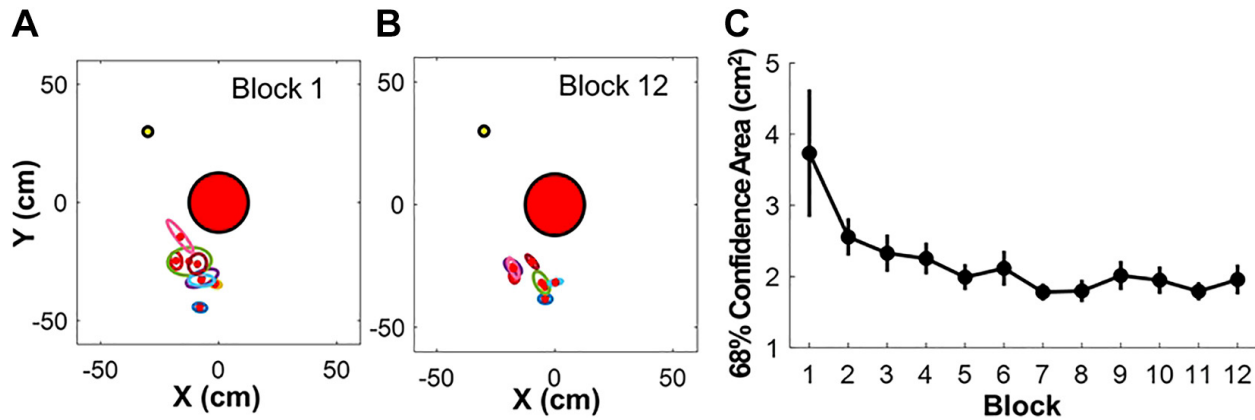 A
Block 1
50
0
-50
Y (cm)
-50
0
50
X (cm)
B
Block 12
50
0
-50
-50
0
50
X (cm)
C
68% Confidence Area (cm²)
5
4
3
2
1
1 2 3 4 5 6 7 8 9 10 11 12
Block